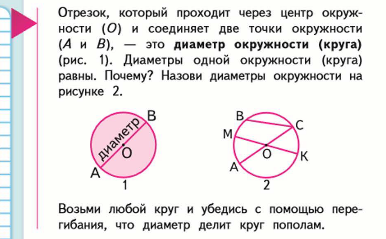 Отрезок, который проходит через центр окруж-
ности (O) и соединяет две точки окружности
(A и B), — это диаметр окружности (круга)
(рис. 1). Диаметры одной окружности (круга)
равны. Почему? Назови диаметры окружности на
рисунке 2.
B
диаметр
O
A
1
B
C
M
O
K
A
2
Возьми любой круг и убедись с помощью пере-
гибания, что диаметр делит круг пополам.